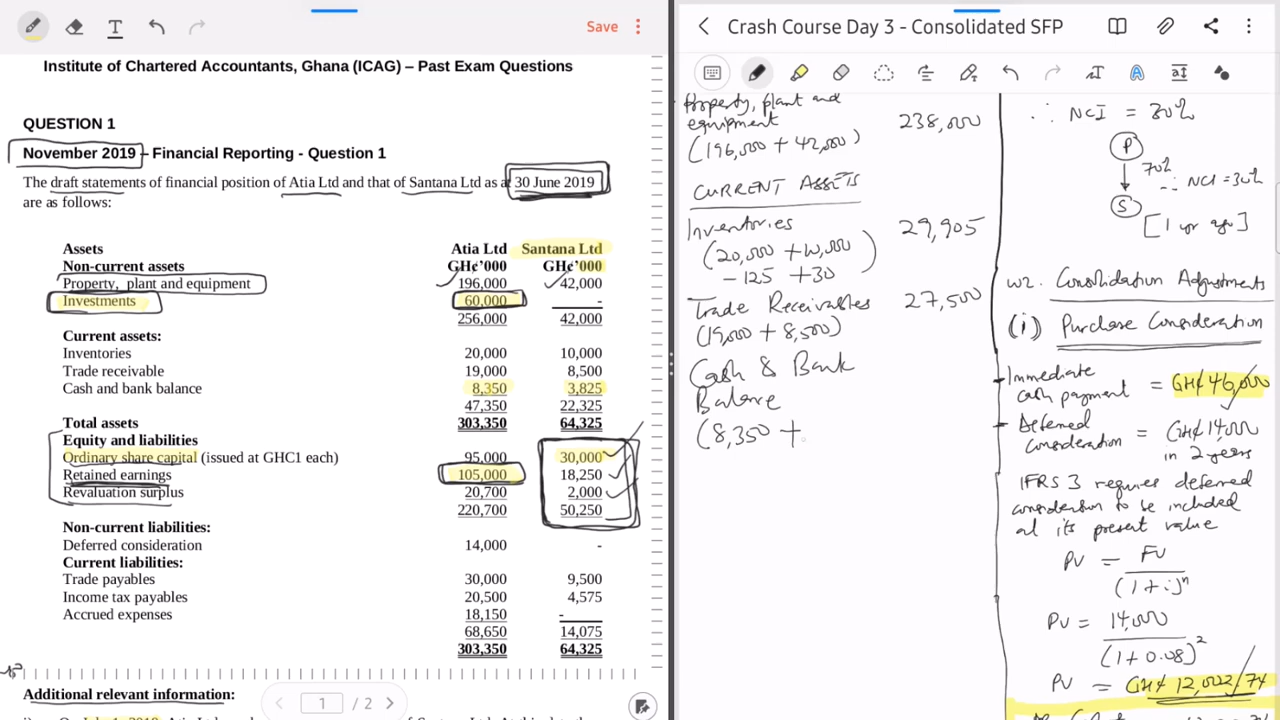 Save
Institute of Chartered Accountants, Ghana (ICAG) – Past Exam Questions
QUESTION 1
November 2019 – Financial Reporting - Question 1
The draft statements of financial position of Atia Ltd and that of Santana Ltd as at 30 June 2019
are as follows:
Assets Atia Ltd Santana Ltd
Non-current assets GH¢'000 GH¢'000
Property, plant and equipment 196,000 42,000
Investments 60,000 -
256,000 42,000
Current assets:
Inventories 20,000 10,000
Trade receivable 19,000 8,500
Cash and bank balance 8,350 3,825
47,350 22,325
Total assets 303,350 64,325
Equity and liabilities
Ordinary share capital (issued at GHC1 each) 95,000 30,000
Retained earnings 105,000 18,250
Revaluation surplus 20,700 2,000
220,700 50,250
Non-current liabilities:
Deferred consideration 14,000 -
Current liabilities:
Trade payables 30,000 9,500
Income tax payables 20,500 4,575
Accrued expenses 18,150 -
68,650 14,075
303,350 64,325
Additional relevant information:
1 / 2
Crash Course Day 3 - Consolidated SFP
Property, plant and
equipment 238,000
(196,000 + 42,000)
CURRENT ASSETS
Inventories 29,905
(20,000 + 10,000)
-125 +30
Trade Receivables 27,500
(19,000 + 8,500)
Cash & Bank
Balance
(8,350 +
∴ NCI = 30%
P
70%
∴ NCI = 30%
S
[1 yr ago]
W2. Consolidation Adjustments
(i) Purchase Consideration
- Immediate
cash payment = GH¢46,000
- Deferred
consideration = GH¢14,000
in 2 years
IFRS 3 requires deferred
consideration to be included
at its present value
PV = FV
(1+i)ⁿ
PV = 14,000
(1+0.08)²
PV = GH¢ 12,002.74